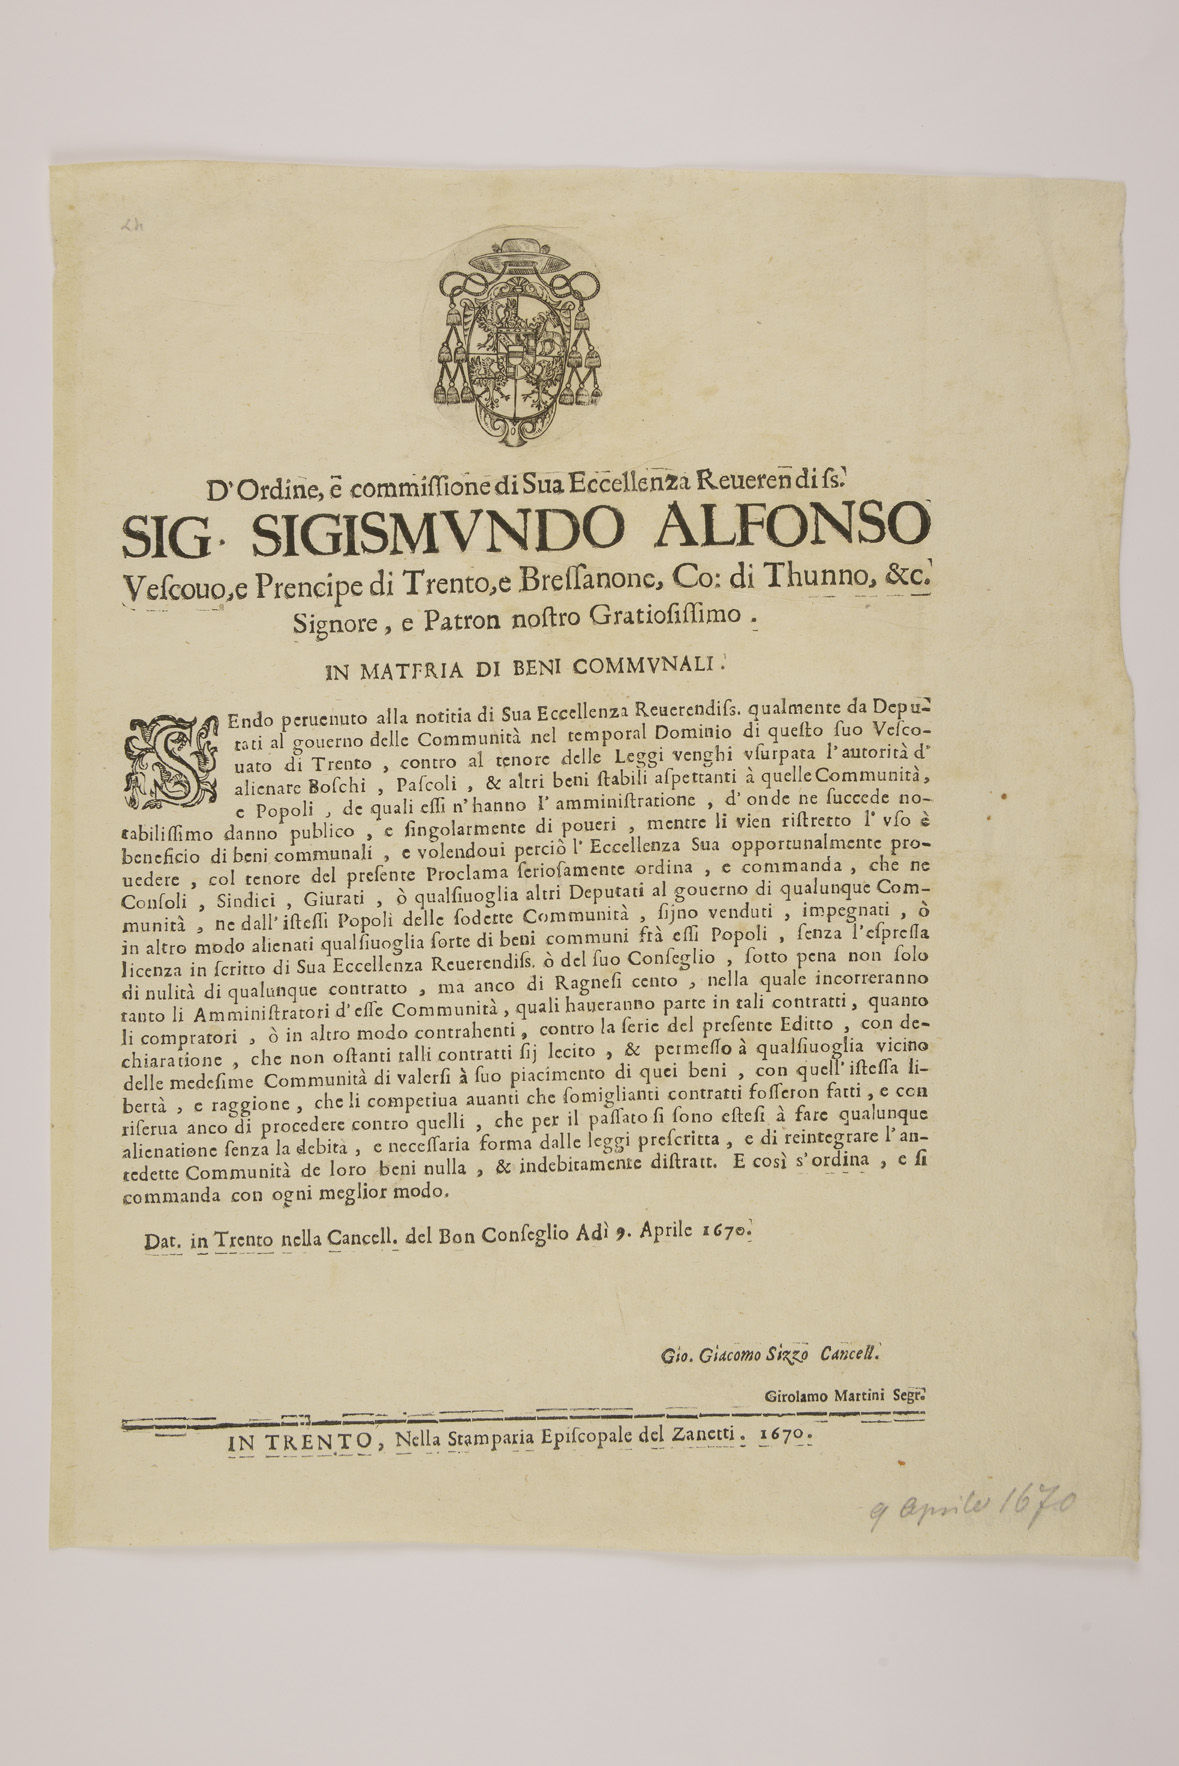 D'Ordine, è commiſſione di Sua Eccellenza Reuerendiſs.
SIG. SIGISMVNDO ALFONSO
Veſcouo, e Prencipe di Trento, e Breſſanone, Co: di Thunno, &c.
Signore, e Patron noſtro Gratioſiſſimo.
IN MATERIA DI BENI COMMVNALI.
SEndo peruenuto alla notitia di Sua Eccellenza Reuerendiſs. qualmente da Depu-
tati al gouerno delle Communità nel temporal Dominio di queſto ſuo Veſco-
uato di Trento, contro al tenore delle Leggi venghi vſurpata l'autorità d'
alienare Boſchi, Paſcoli, & altri beni ſtabili aſpettanti à quelle Communità,
e Popoli, de quali eſſi n'hanno l'amminiſtratione, d'onde ne ſuccede no-
tabiliſſimo danno publico, e ſingolarmente di poueri, mentre li vien riſtretto l'vſo è
beneficio di beni communali, e volendoui perciò l'Eccellenza Sua opportunalmente pro-
uedere, col tenore del preſente Proclama ſerioſamente ordina, e commanda, che ne
Conſoli, Sindici, Giurati, ò qualſiuoglia altri Deputati al gouerno di qualunque Com-
munità, ne dall'iſteſſi Popoli delle ſodette Communità, ſijno venduti, impegnati, ò
in altro modo alienati qualſiuoglia ſorte di beni communi frà eſſi Popoli, ſenza l'eſpreſſa
licenza in ſcritto di Sua Eccellenza Reuerendiſs. ò del ſuo Conſeglio, ſotto pena non ſolo
di nulità di qualunque contratto, ma anco di Ragneſi cento, nella quale incorreranno
tanto li Amminiſtratori d'eſſe Communità, quali haueranno parte in tali contratti, quanto
li compratori, ò in altro modo contrahenti, contro la ſerie del preſente Editto, con de-
chiaratione, che non oſtanti talli contratti ſij lecito, & permeſſo à qualſiuoglia vicino
delle medeſime Communità di valerſi à ſuo piacimento di quei beni, con quell'iſteſſa li-
bertà, e raggione, che li competiua auanti che ſomiglianti contratti foſſeron fatti, e con
riſerua anco di procedere contro quelli, che per il paſſato ſi ſono eſteſi à fare qualunque
alienatione ſenza la debita, e neceſſaria forma dalle leggi preſcritta, e di reintegrare l'an-
tedette Communità de loro beni nulla, & indebitamente diſtratt. E così s'ordina, e ſi
commanda con ogni meglior modo.
Dat. in Trento nella Cancell. del Bon Conſeglio Adì 9. Aprile 1670.
Gio. Giacomo Sizzo Cancell.
Girolamo Martini Segr.
IN TRENTO, Nella Stamparia Epiſcopale del Zanetti. 1670.
9 aprile 1670